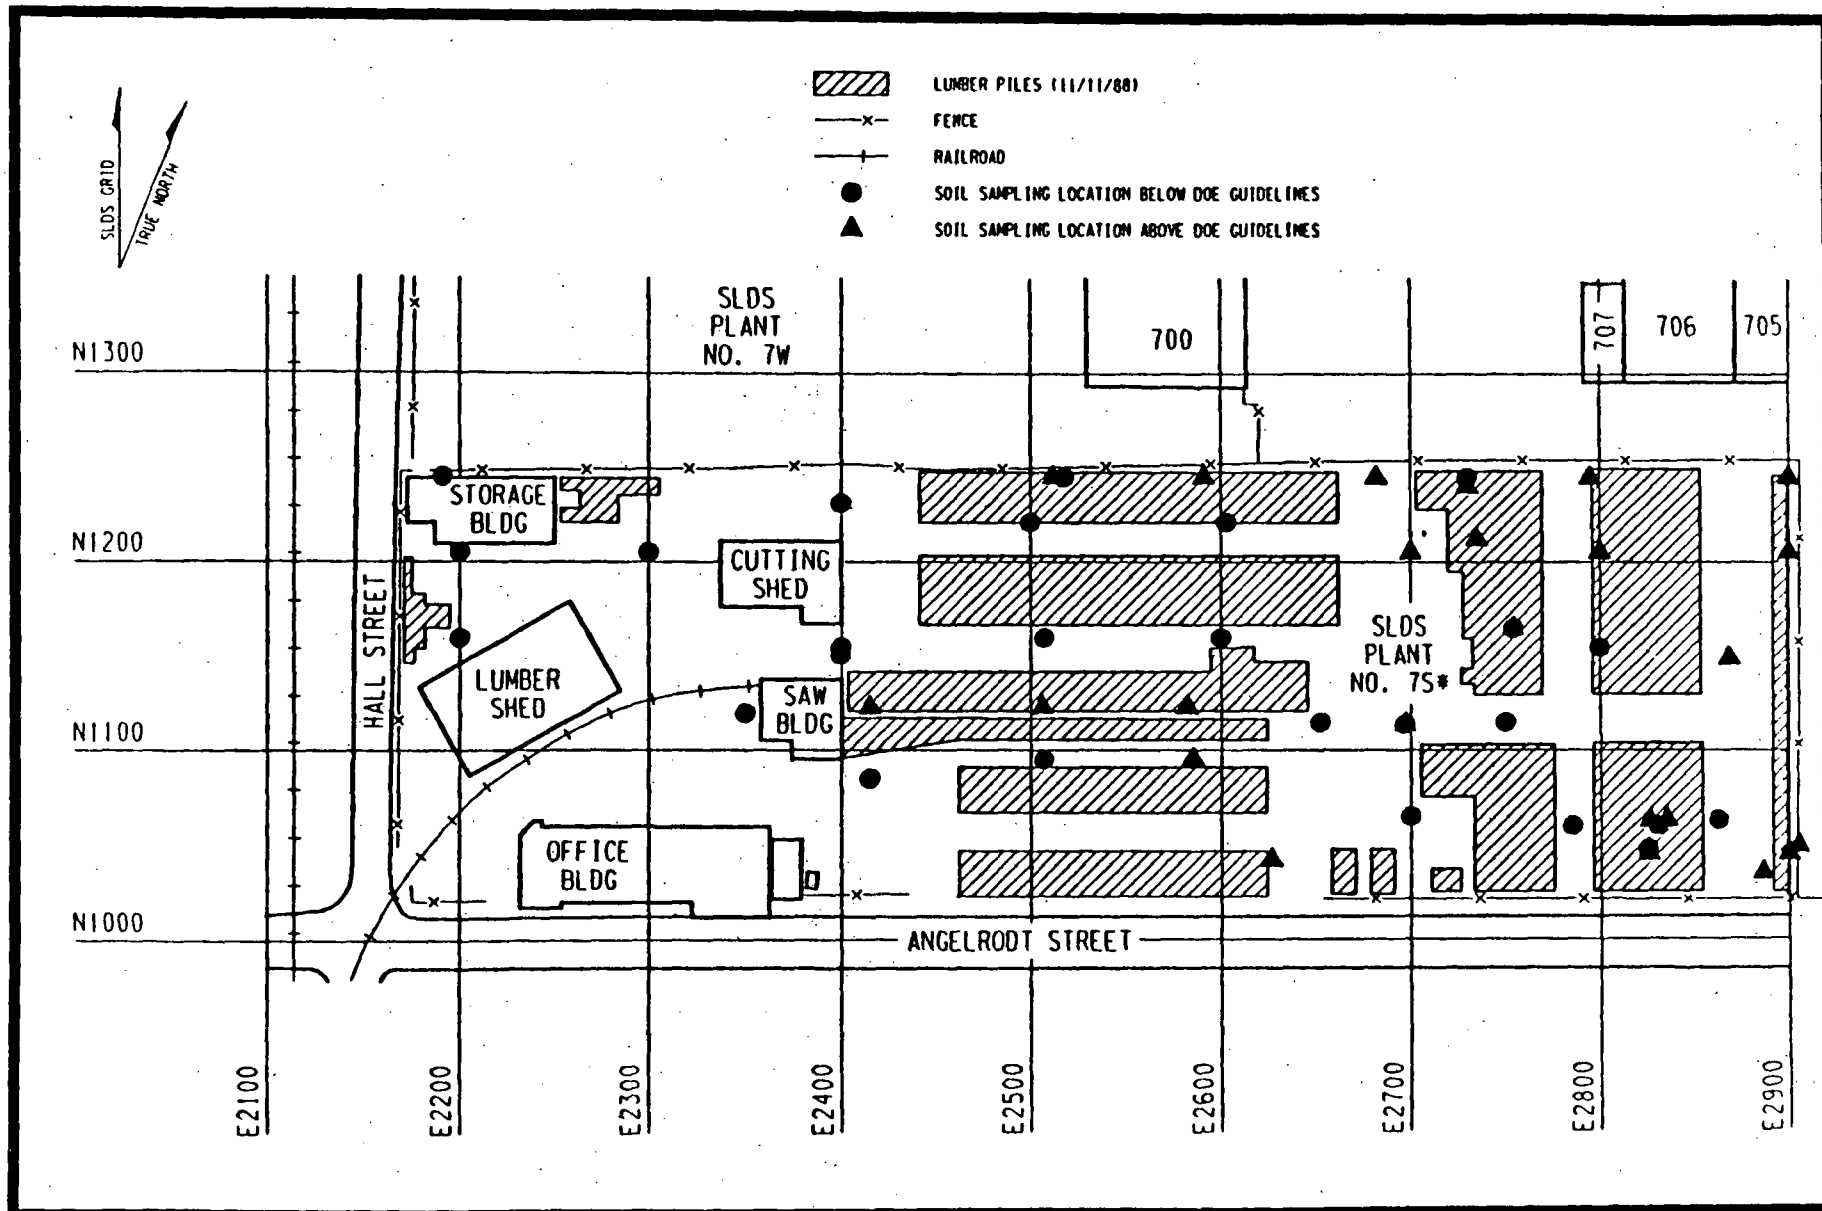 LUMBER PILES (11/11/88)
FENCE
RAILROAD
SOIL SAMPLING LOCATION BELOW DOE GUIDELINES
SOIL SAMPLING LOCATION ABOVE DOE GUIDELINES
SLDS GRID
TRUE NORTH
SLDS
PLANT
NO. 7W
700
707
706
705
N1300
STORAGE
BLDG
N1200
CUTTING
SHED
HALL STREET
LUMBER
SHED
SAW
BLDG
SLDS
PLANT
NO. 7S*
N1100
OFFICE
BLDG
N1000
ANGELRODT STREET
E2100
E2200
E2300
E2400
E2500
E2600
E2700
E2800
E2900